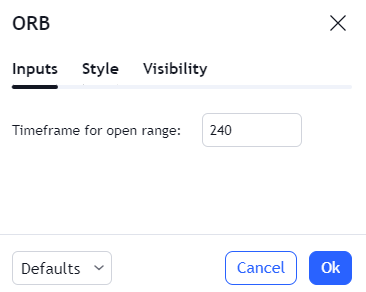 ORB
Inputs Style Visibility
Timeframe for open range: 240
Defaults Cancel Ok